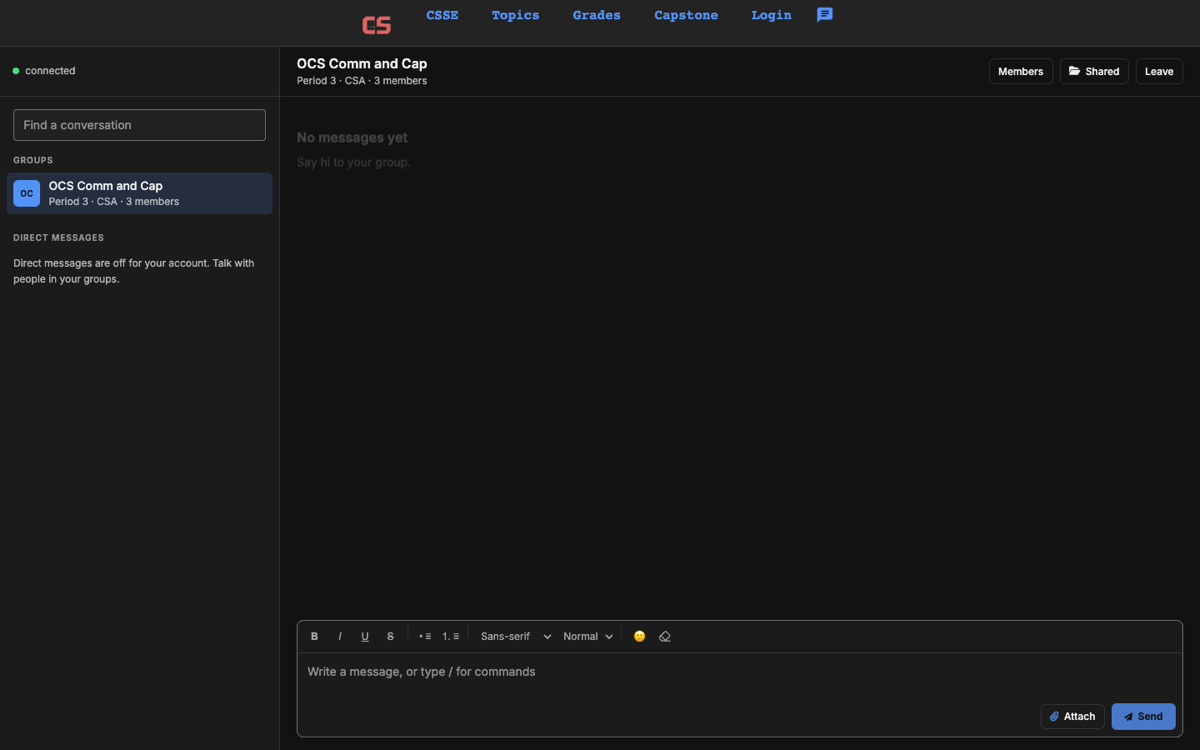 CS
CSSE
Topics
Grades
Capstone
Login
connected
Find a conversation
GROUPS
OC
OCS Comm and Cap
Period 3 · CSA · 3 members
DIRECT MESSAGES
Direct messages are off for your account. Talk with
people in your groups.
OCS Comm and Cap
Period 3 · CSA · 3 members
Members
Shared
Leave
No messages yet
Say hi to your group.
B I U S 1. Sans-serif Normal
Write a message, or type / for commands
Attach
Send